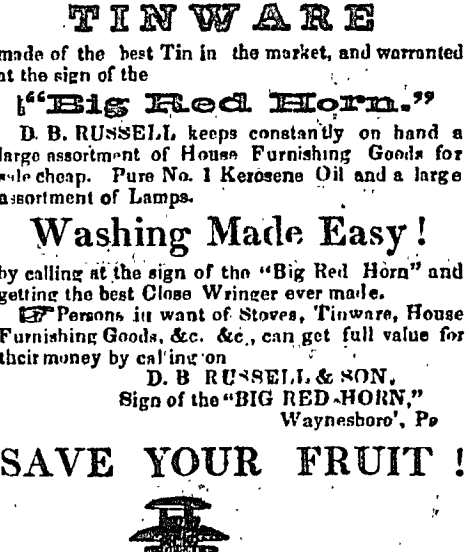 TINWARE
made of the best Tin in the market, and warranted
at the sign of the
"Big Red Horn."
D. B. RUSSELL keeps constantly on hand a
large assortment of House Furnishing Goods for
sale cheap. Pure No. 1 Kerosene Oil and a large
assortment of Lamps.
Washing Made Easy!
by calling at the sign of the "Big Red Horn" and
getting the best Close Wringer ever made.
☞Persons in want of Stoves, Tinware, House
Furnishing Goods, &c. &c., can get full value for
their money by calling on
D. B RUSSELL & SON,
Sign of the "BIG RED HORN,"
Waynesboro', Pa
SAVE YOUR FRUIT!